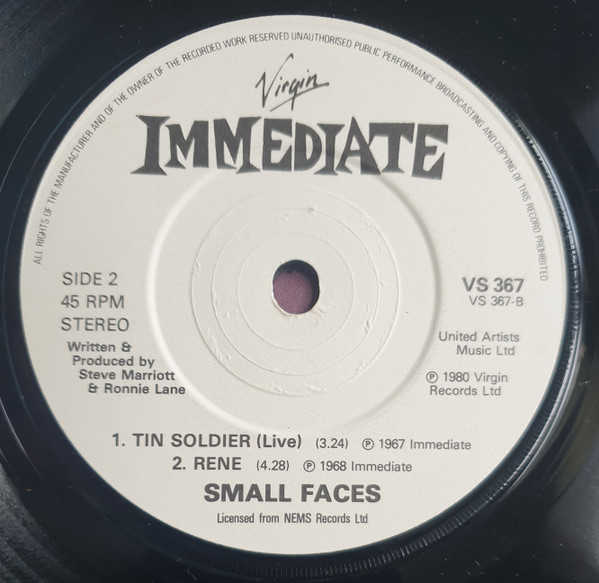 ALL RIGHTS OF THE MANUFACTURER AND OF THE OWNER OF THE RECORDED WORK RESERVED UNAUTHORISED PUBLIC PERFORMANCE BROADCASTING AND COPYING OF THIS RECORD PROHIBITED
Virgin
IMMEDIATE
SIDE 2
45 RPM
STEREO
Written &
Produced by
Steve Marriott
& Ronnie Lane
VS 367
VS 367-B
United Artists
Music Ltd
℗ 1980 Virgin
Records Ltd
1. TIN SOLDIER (Live) (3.24) ℗ 1967 Immediate
2. RENE (4.28) ℗ 1968 Immediate
SMALL FACES
Licensed from NEMS Records Ltd